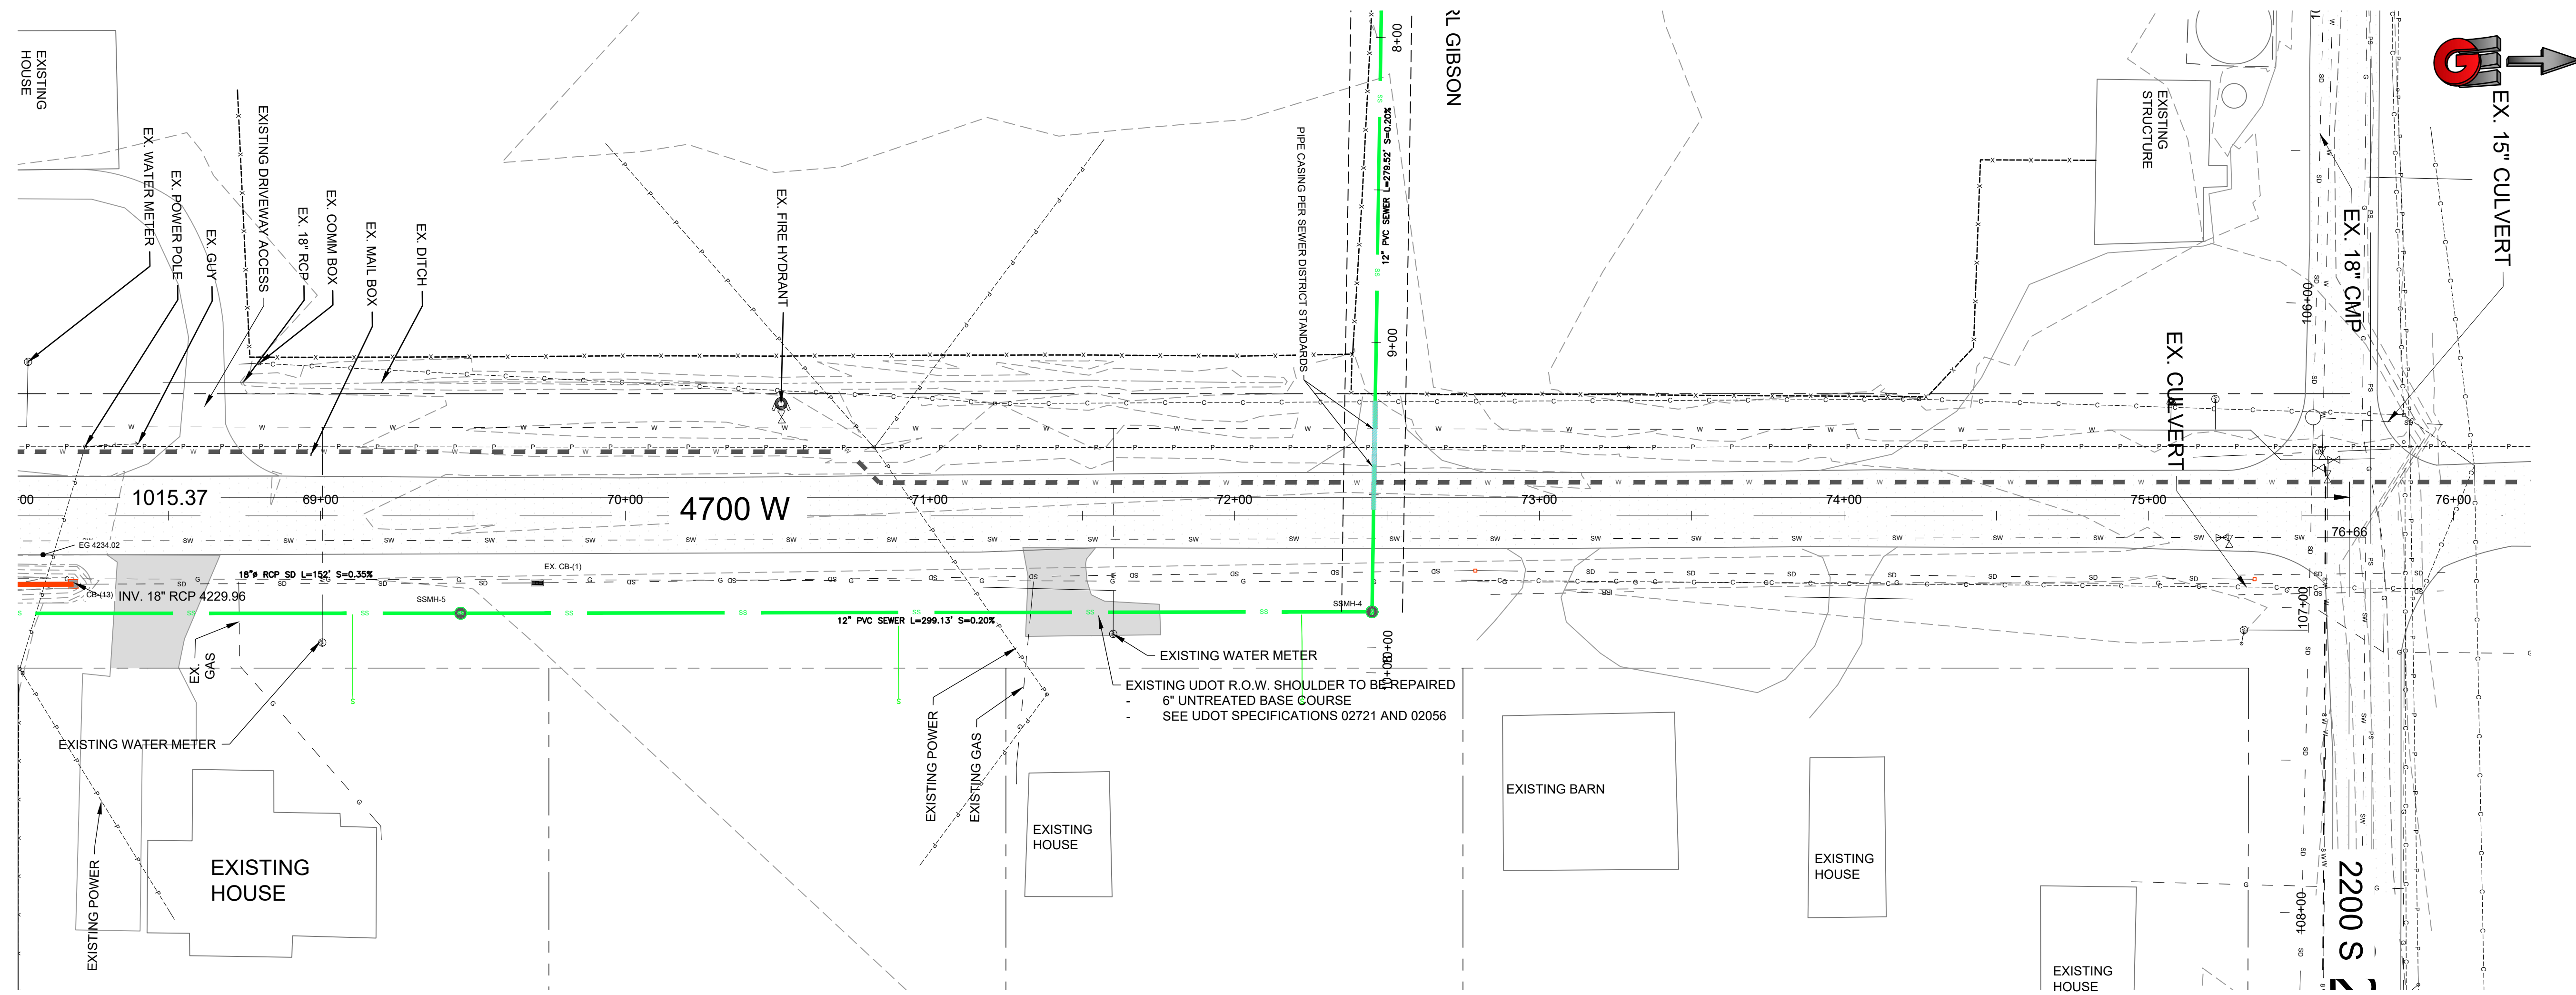 EXISTING
HOUSE
EX. WATER METER
EX. POWER POLE
EX. GUY
EXISTING DRIVEWAY ACCESS
EX. 18" RCP
EX. COMM BOX
EX. MAIL BOX
EX. DITCH
EX. FIRE HYDRANT
PIPE CASING PER SEWER DISTRICT STANDARDS
12" PVC SEWER L=279.52' S=0.20%
8+00
9+00
RL GIBSON
EXISTING
STRUCTURE
EX. 15" CULVERT
EX. 18" CMP
EX. CULVERT
106+00
G
+00
1015.37
69+00
70+00
4700 W
71+00
72+00
73+00
74+00
75+00
76+00
76+66
EG 4234.02
18"ø RCP SD L=152' S=0.35%
EX. CB-(1)
CB-(13)
INV. 18" RCP 4229.96
SSMH-5
SSMH-4
12" PVC SEWER L=299.13' S=0.20%
10+00
107+00
EX.
GAS
EXISTING WATER METER
EXISTING UDOT R.O.W. SHOULDER TO BE REPAIRED
- 6" UNTREATED BASE COURSE
- SEE UDOT SPECIFICATIONS 02721 AND 02056
EXISTING WATER METER
EXISTING POWER
EXISTING GAS
EXISTING POWER
EXISTING
HOUSE
EXISTING
HOUSE
EXISTING BARN
EXISTING
HOUSE
EXISTING
HOUSE
108+00
2200 S